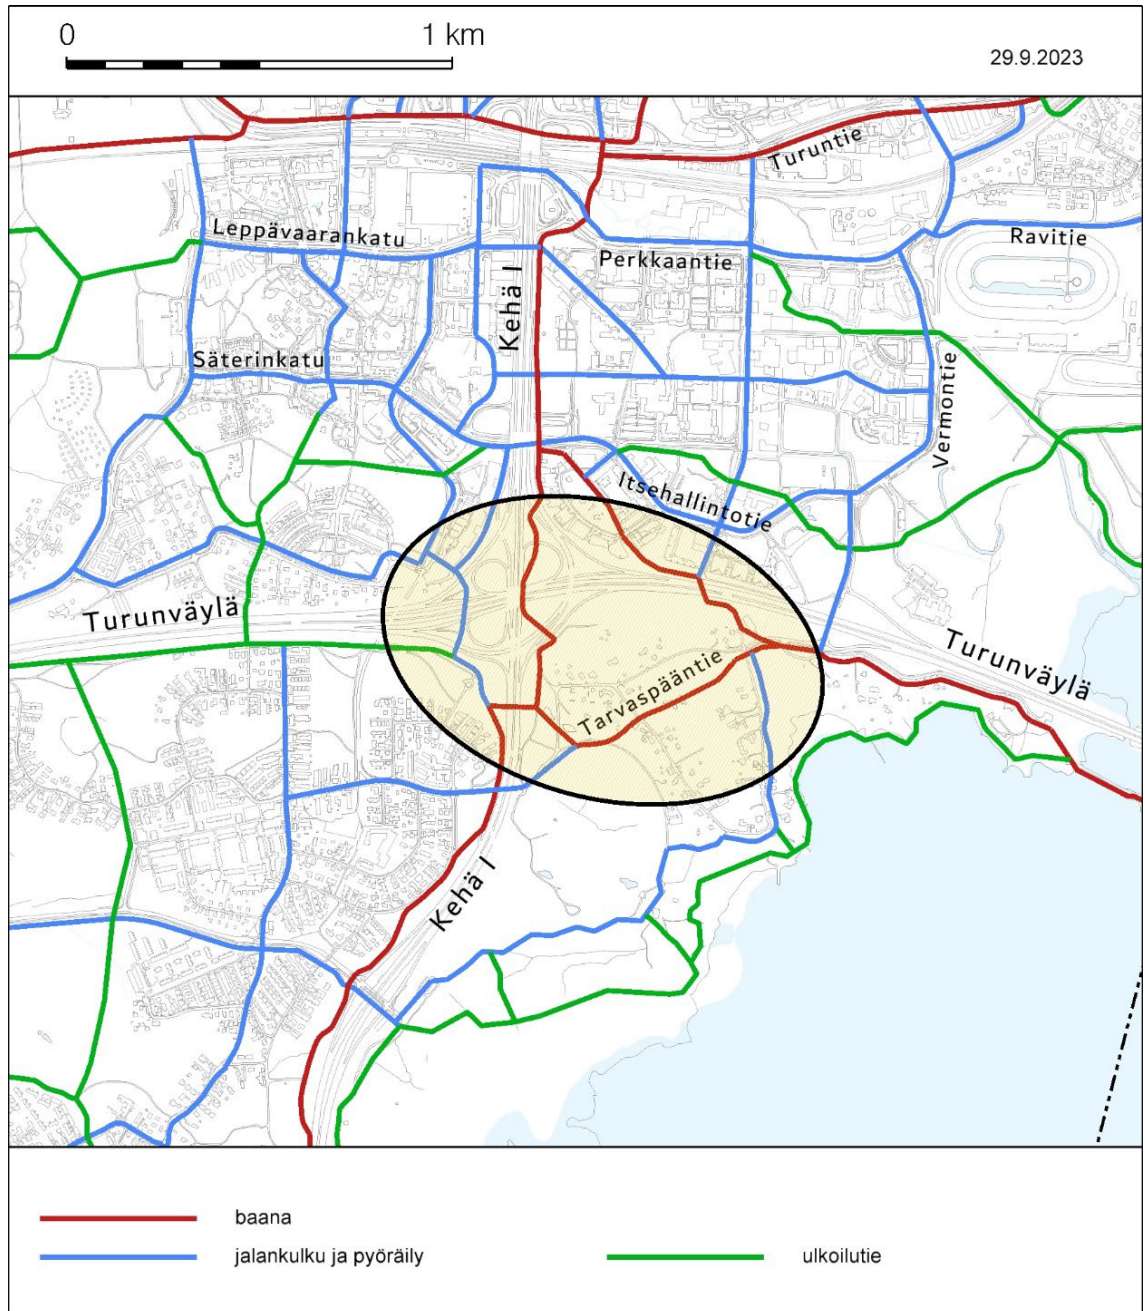 0 1 km
29.9.2023
Turuntie
Leppävaarankatu
Ravitie
Perkkaantie
Kehä I
Säterinkatu
Vermontie
Itsehallintotie
Turunväylä
Turunväylä
Tarvaspääntie
Kehä I
baana
jalankulku ja pyöräily ulkoilutie